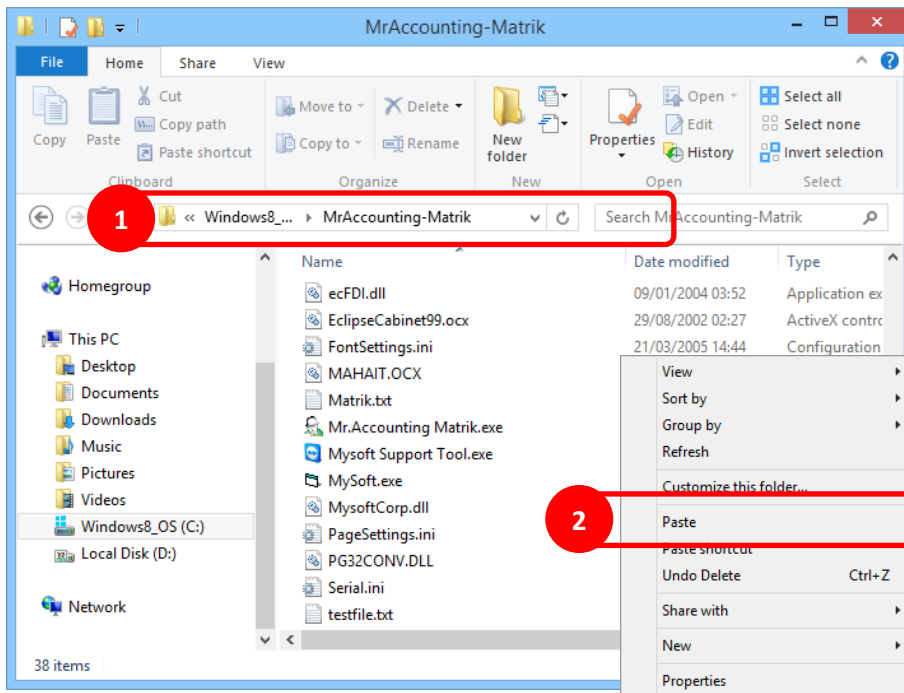 MrAccounting-Matrik
File Home Share View
Copy
Paste
Cut
Copy path
Paste shortcut
Clipboard
Move to
Copy to
Delete
Rename
Organize
New folder
New
Properties
Open
Edit
History
Open
Select all
Select none
Invert selection
Select
1
« Windows8_... MrAccounting-Matrik
Search MrAccounting-Matrik
Homegroup
This PC
Desktop
Documents
Downloads
Music
Pictures
Videos
Windows8_OS (C:)
Local Disk (D:)
Network
Name Date modified Type
ecFDI.dll 09/01/2004 03:52 Application ex
EclipseCabinet99.ocx 29/08/2002 02:27 ActiveX contrc
FontSettings.ini 21/03/2005 14:44 Configuration
MAHAIT.OCX
Matrik.txt
Mr.Accounting Matrik.exe
Mysoft Support Tool.exe
MySoft.exe
MysoftCorp.dll
PageSettings.ini
PG32CONV.DLL
Serial.ini
testfile.txt
View
Sort by
Group by
Refresh
Customize this folder...
2
Paste
Paste shortcut
Undo Delete Ctrl+Z
Share with
New
Properties
38 items